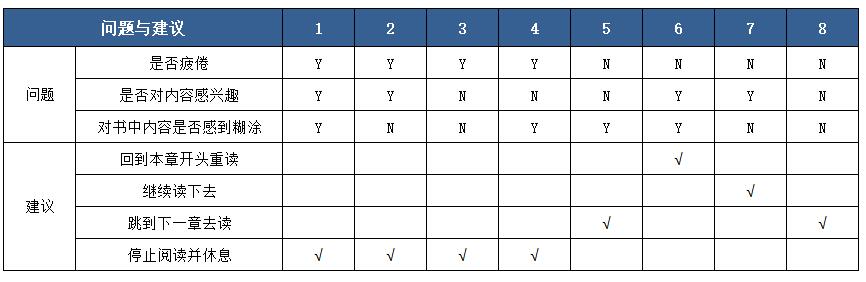 问题与建议 1 2 3 4 5 6 7 8
问题
是否疲倦 Y Y Y Y N N N N
是否对内容感兴趣 Y Y N N N Y Y N
对书中内容是否感到糊涂 Y N N Y Y Y N N
建议
回到本章开头重读 √
继续读下去 √
跳到下一章去读 √ √
停止阅读并休息 √ √ √ √